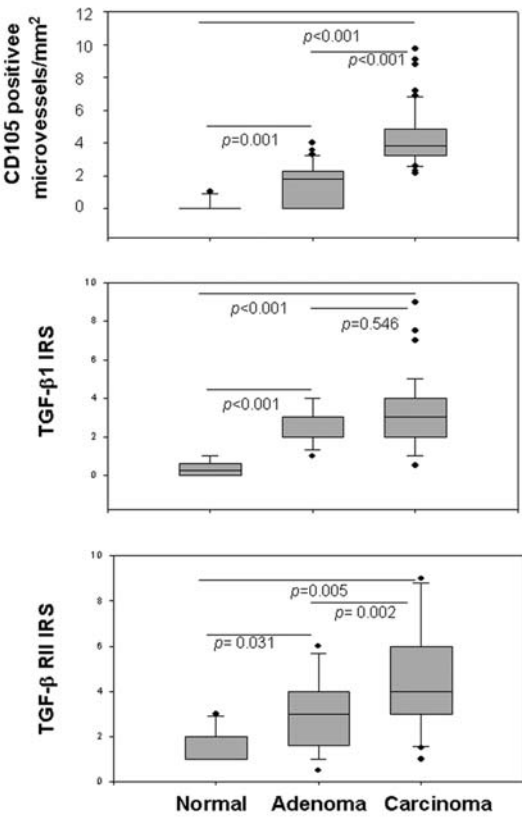 CD105 positivee
microvessels/mm²
12
10
8
6
4
2
0
p<0.001
p<0.001
p=0.001
TGF-β1 IRS
10
8
6
4
2
0
p<0.001
p=0.546
p<0.001
TGF-β RII IRS
10
8
6
4
2
0
p=0.005
p= 0.002
p= 0.031
Normal Adenoma Carcinoma